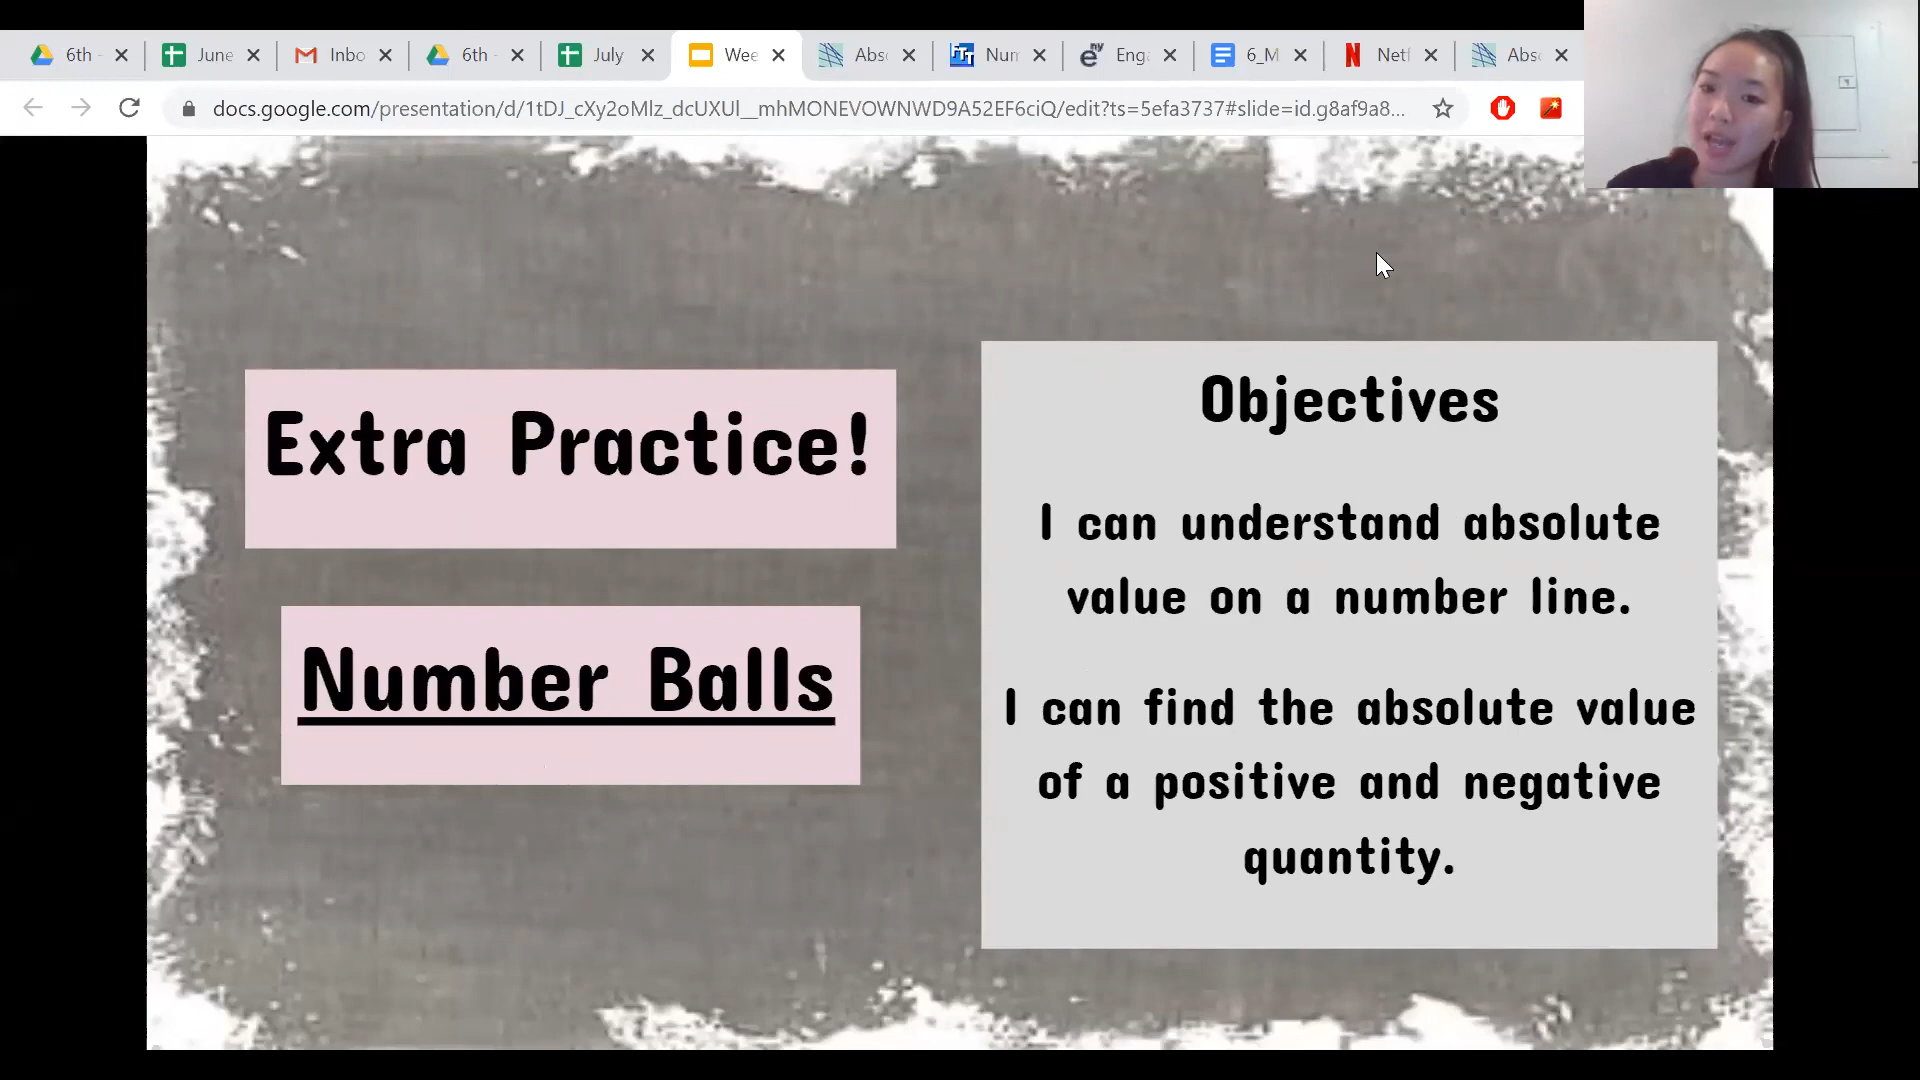 6th -
June
Inbo
6th -
July
Wee
Abs
Num
ny
Eng
6_M
Netf
Abs
docs.google.com/presentation/d/1tDJ_cXy2oMlz_dcUXUl__mhMONEVOWNWD9A52EF6ciQ/edit?ts=5efa3737#slide=id.g8af9a8...
Extra Practice!
Number Balls
Objectives
I can understand absolute
value on a number line.
I can find the absolute value
of a positive and negative
quantity.